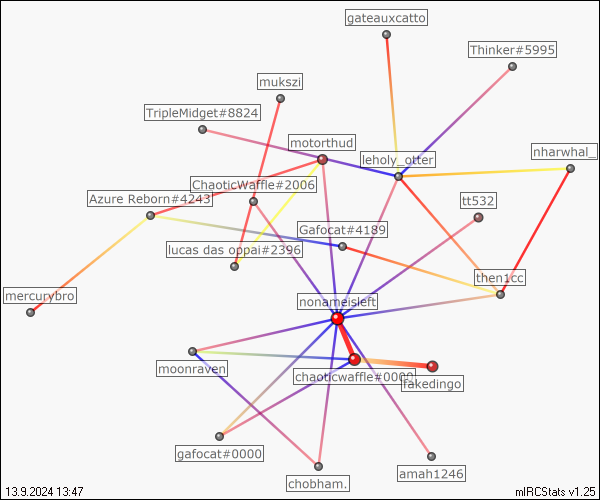 gateauxcatto
Thinker#5995
mukszi
TripleMidget#8824
motorthud
nharwhal_
leholy_otter
ChaoticWaffle#2006
Azure Reborn#4243
tt532
Gafocat#4189
lucas das oppai#2396
then1cc
mercurybro
nonameisleft
moonraven
chaoticwaffle#0000
fakedingo
gafocat#0000
amah1246
chobham.
13.9.2024 13:47
mIRCStats v1.25